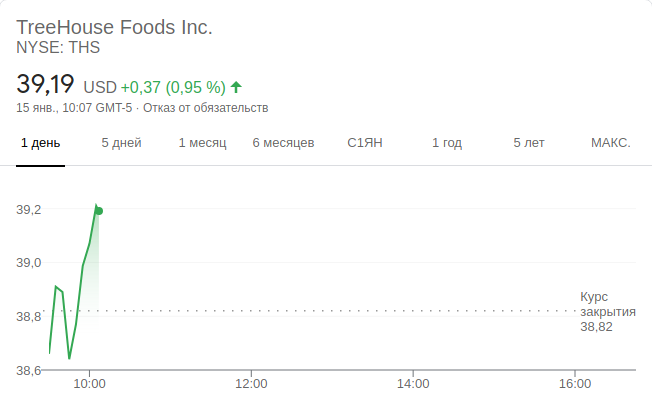 TreeHouse Foods Inc.
NYSE: THS
39,19 USD +0,37 (0,95 %)
15 янв., 10:07 GMT-5 · Отказ от обязательств
1 день 5 дней 1 месяц 6 месяцев С1ЯН 1 год 5 лет МАКС.
39,2
39,0
Курс
38,8 закрытия
38,82
38,6
10:00 12:00 14:00 16:00